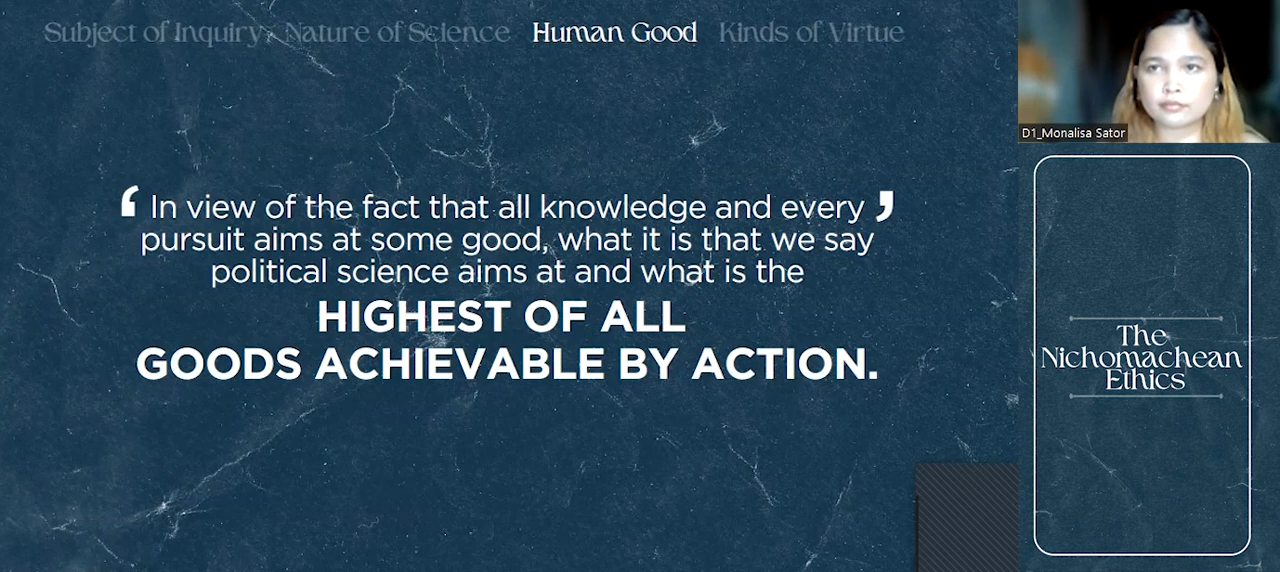 Subject of Inquiry, Nature of Science Human Good Kinds of Virtue
‘ In view of the fact that all knowledge and every ’
pursuit aims at some good, what it is that we say
political science aims at and what is the
HIGHEST OF ALL
GOODS ACHIEVABLE BY ACTION.
D1_Monalisa Sator
The
Nichomachean
Ethics